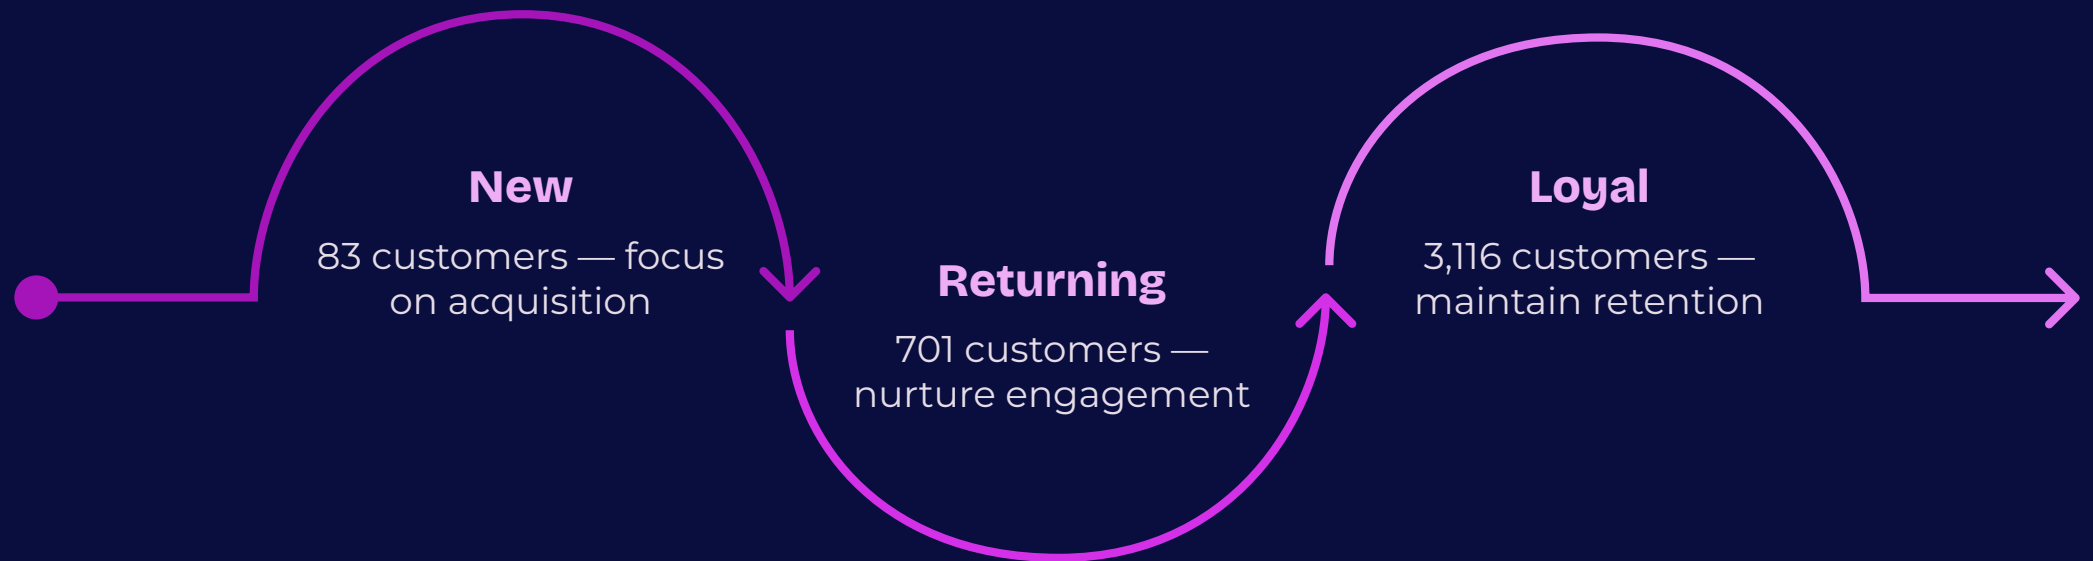 New
83 customers — focus
on acquisition
Returning
701 customers —
nurture engagement
Loyal
3,116 customers —
maintain retention